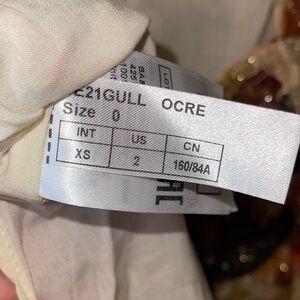 E21GULL OCRE
Size 0
INT US CN
XS 2 160/84A